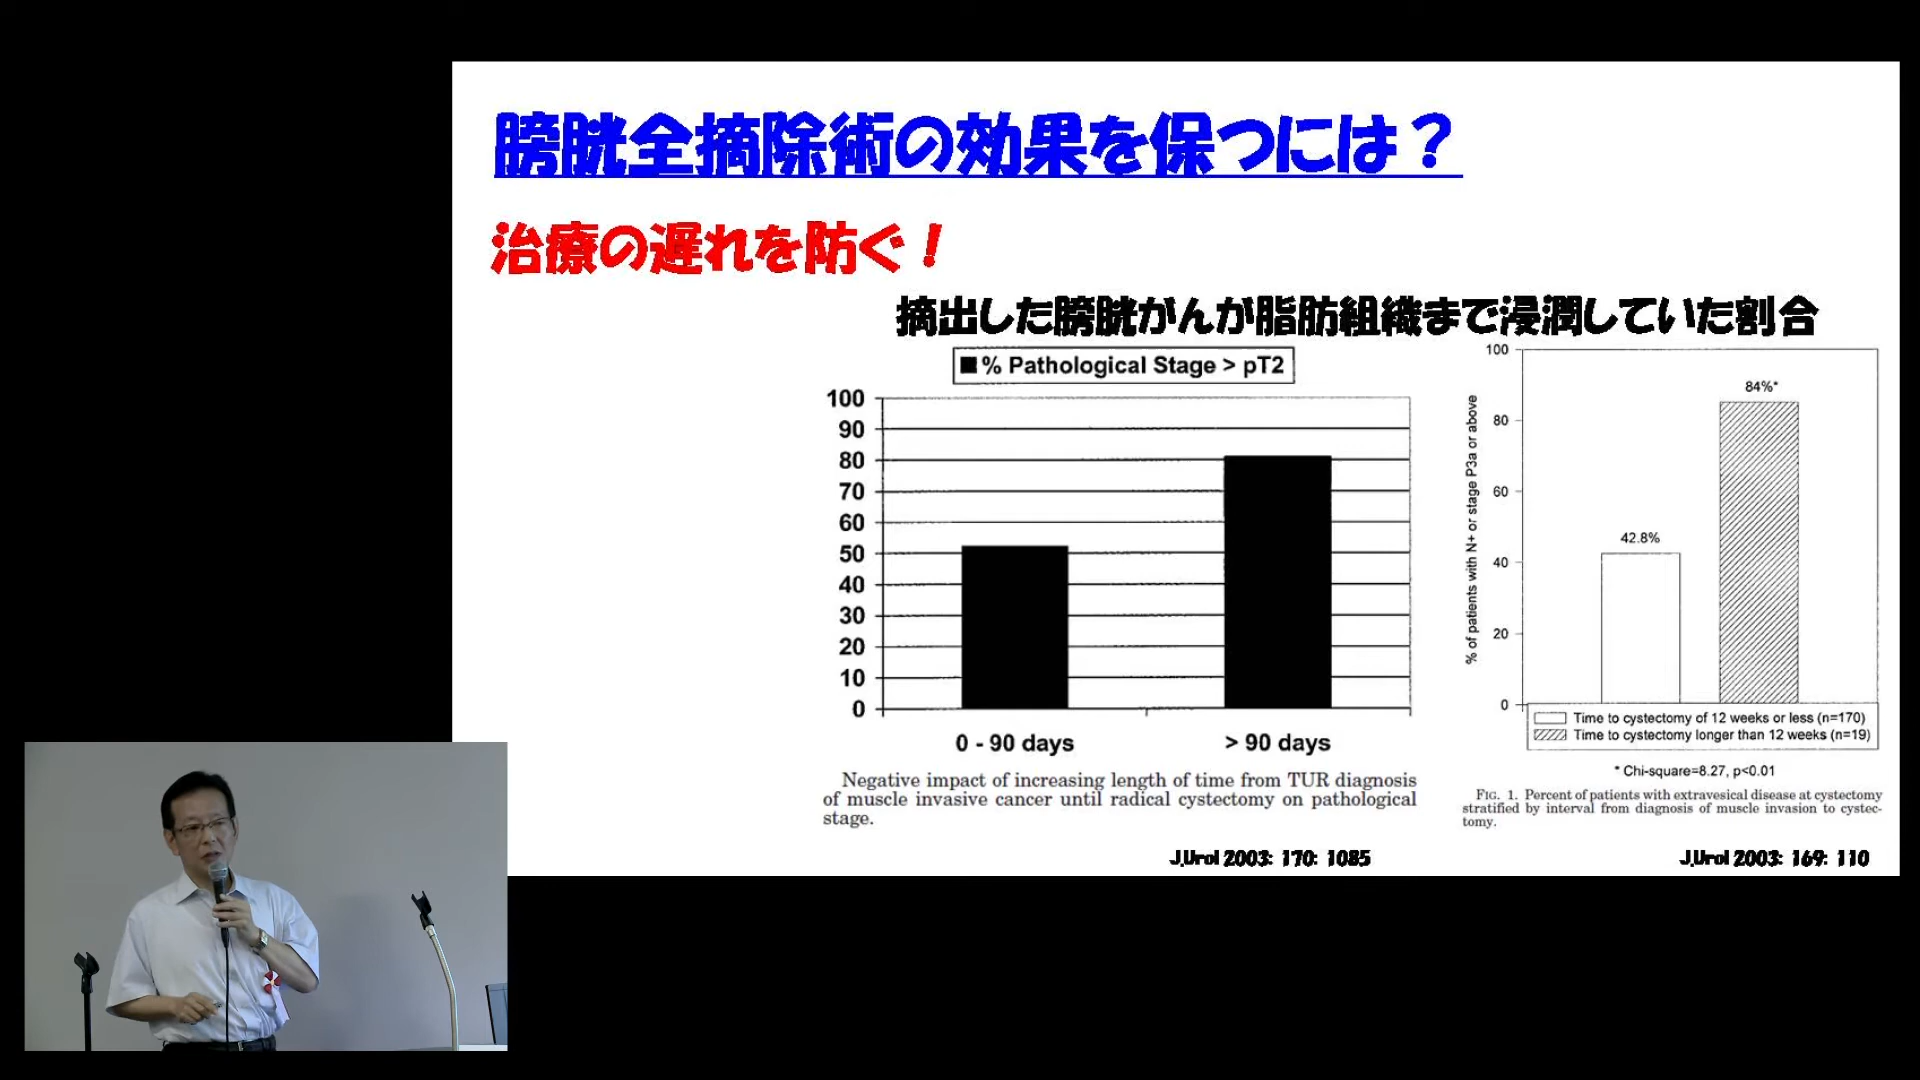 膀胱全摘除術の効果を保つには？
治療の遅れを防ぐ！
摘出した膀胱がんが脂肪組織まで浸潤していた割合
% Pathological Stage > pT2
100
90
80
70
60
50
40
30
20
10
0
0 - 90 days
> 90 days
Negative impact of increasing length of time from TUR diagnosis
of muscle invasive cancer until radical cystectomy on pathological
stage.
J.Urol 2003: 170: 1085
% of patients with N+ or stage P3a or above
100
80
60
40
20
0
42.8%
84%*
Time to cystectomy of 12 weeks or less (n=170)
Time to cystectomy longer than 12 weeks (n=19)
* Chi-square=8.27, p<0.01
FIG. 1. Percent of patients with extravesical disease at cystectomy
stratified by interval from diagnosis of muscle invasion to cystec-
tomy.
J.Urol 2003: 169: 110